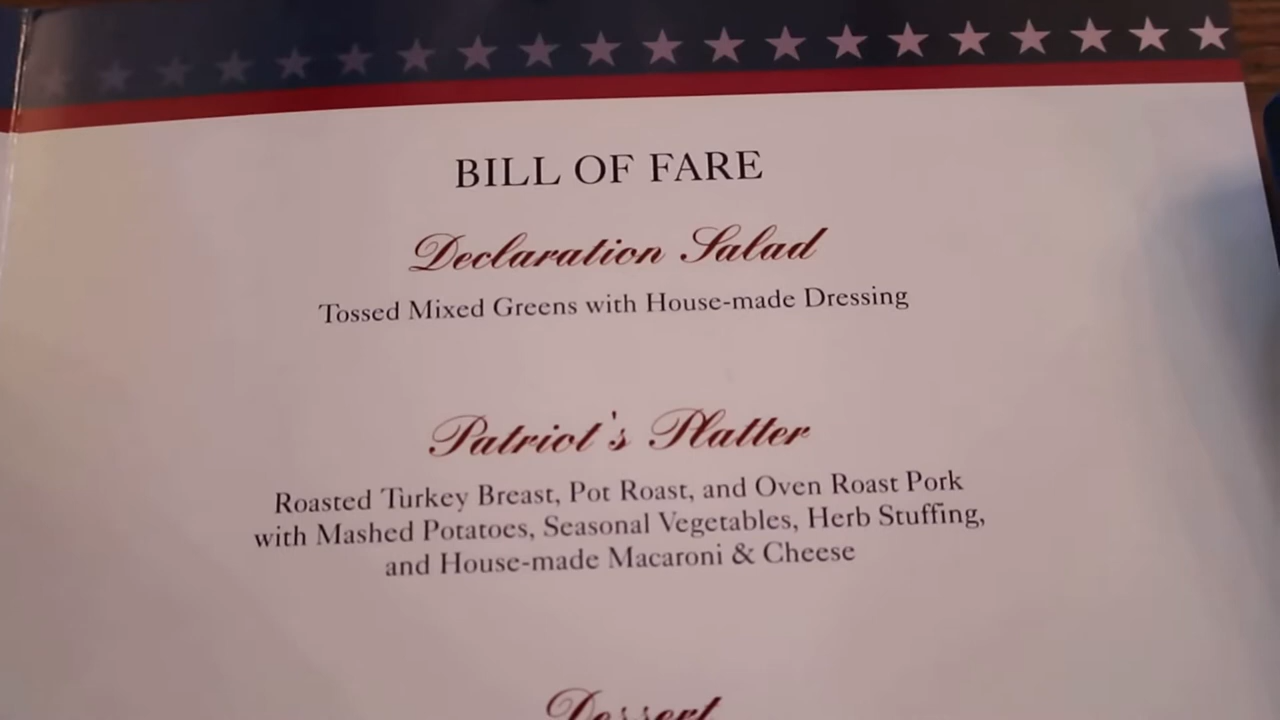 BILL OF FARE
Declaration Salad
Tossed Mixed Greens with House-made Dressing
Patriot's Platter
Roasted Turkey Breast, Pot Roast, and Oven Roast Pork
with Mashed Potatoes, Seasonal Vegetables, Herb Stuffing,
and House-made Macaroni & Cheese
Dessert